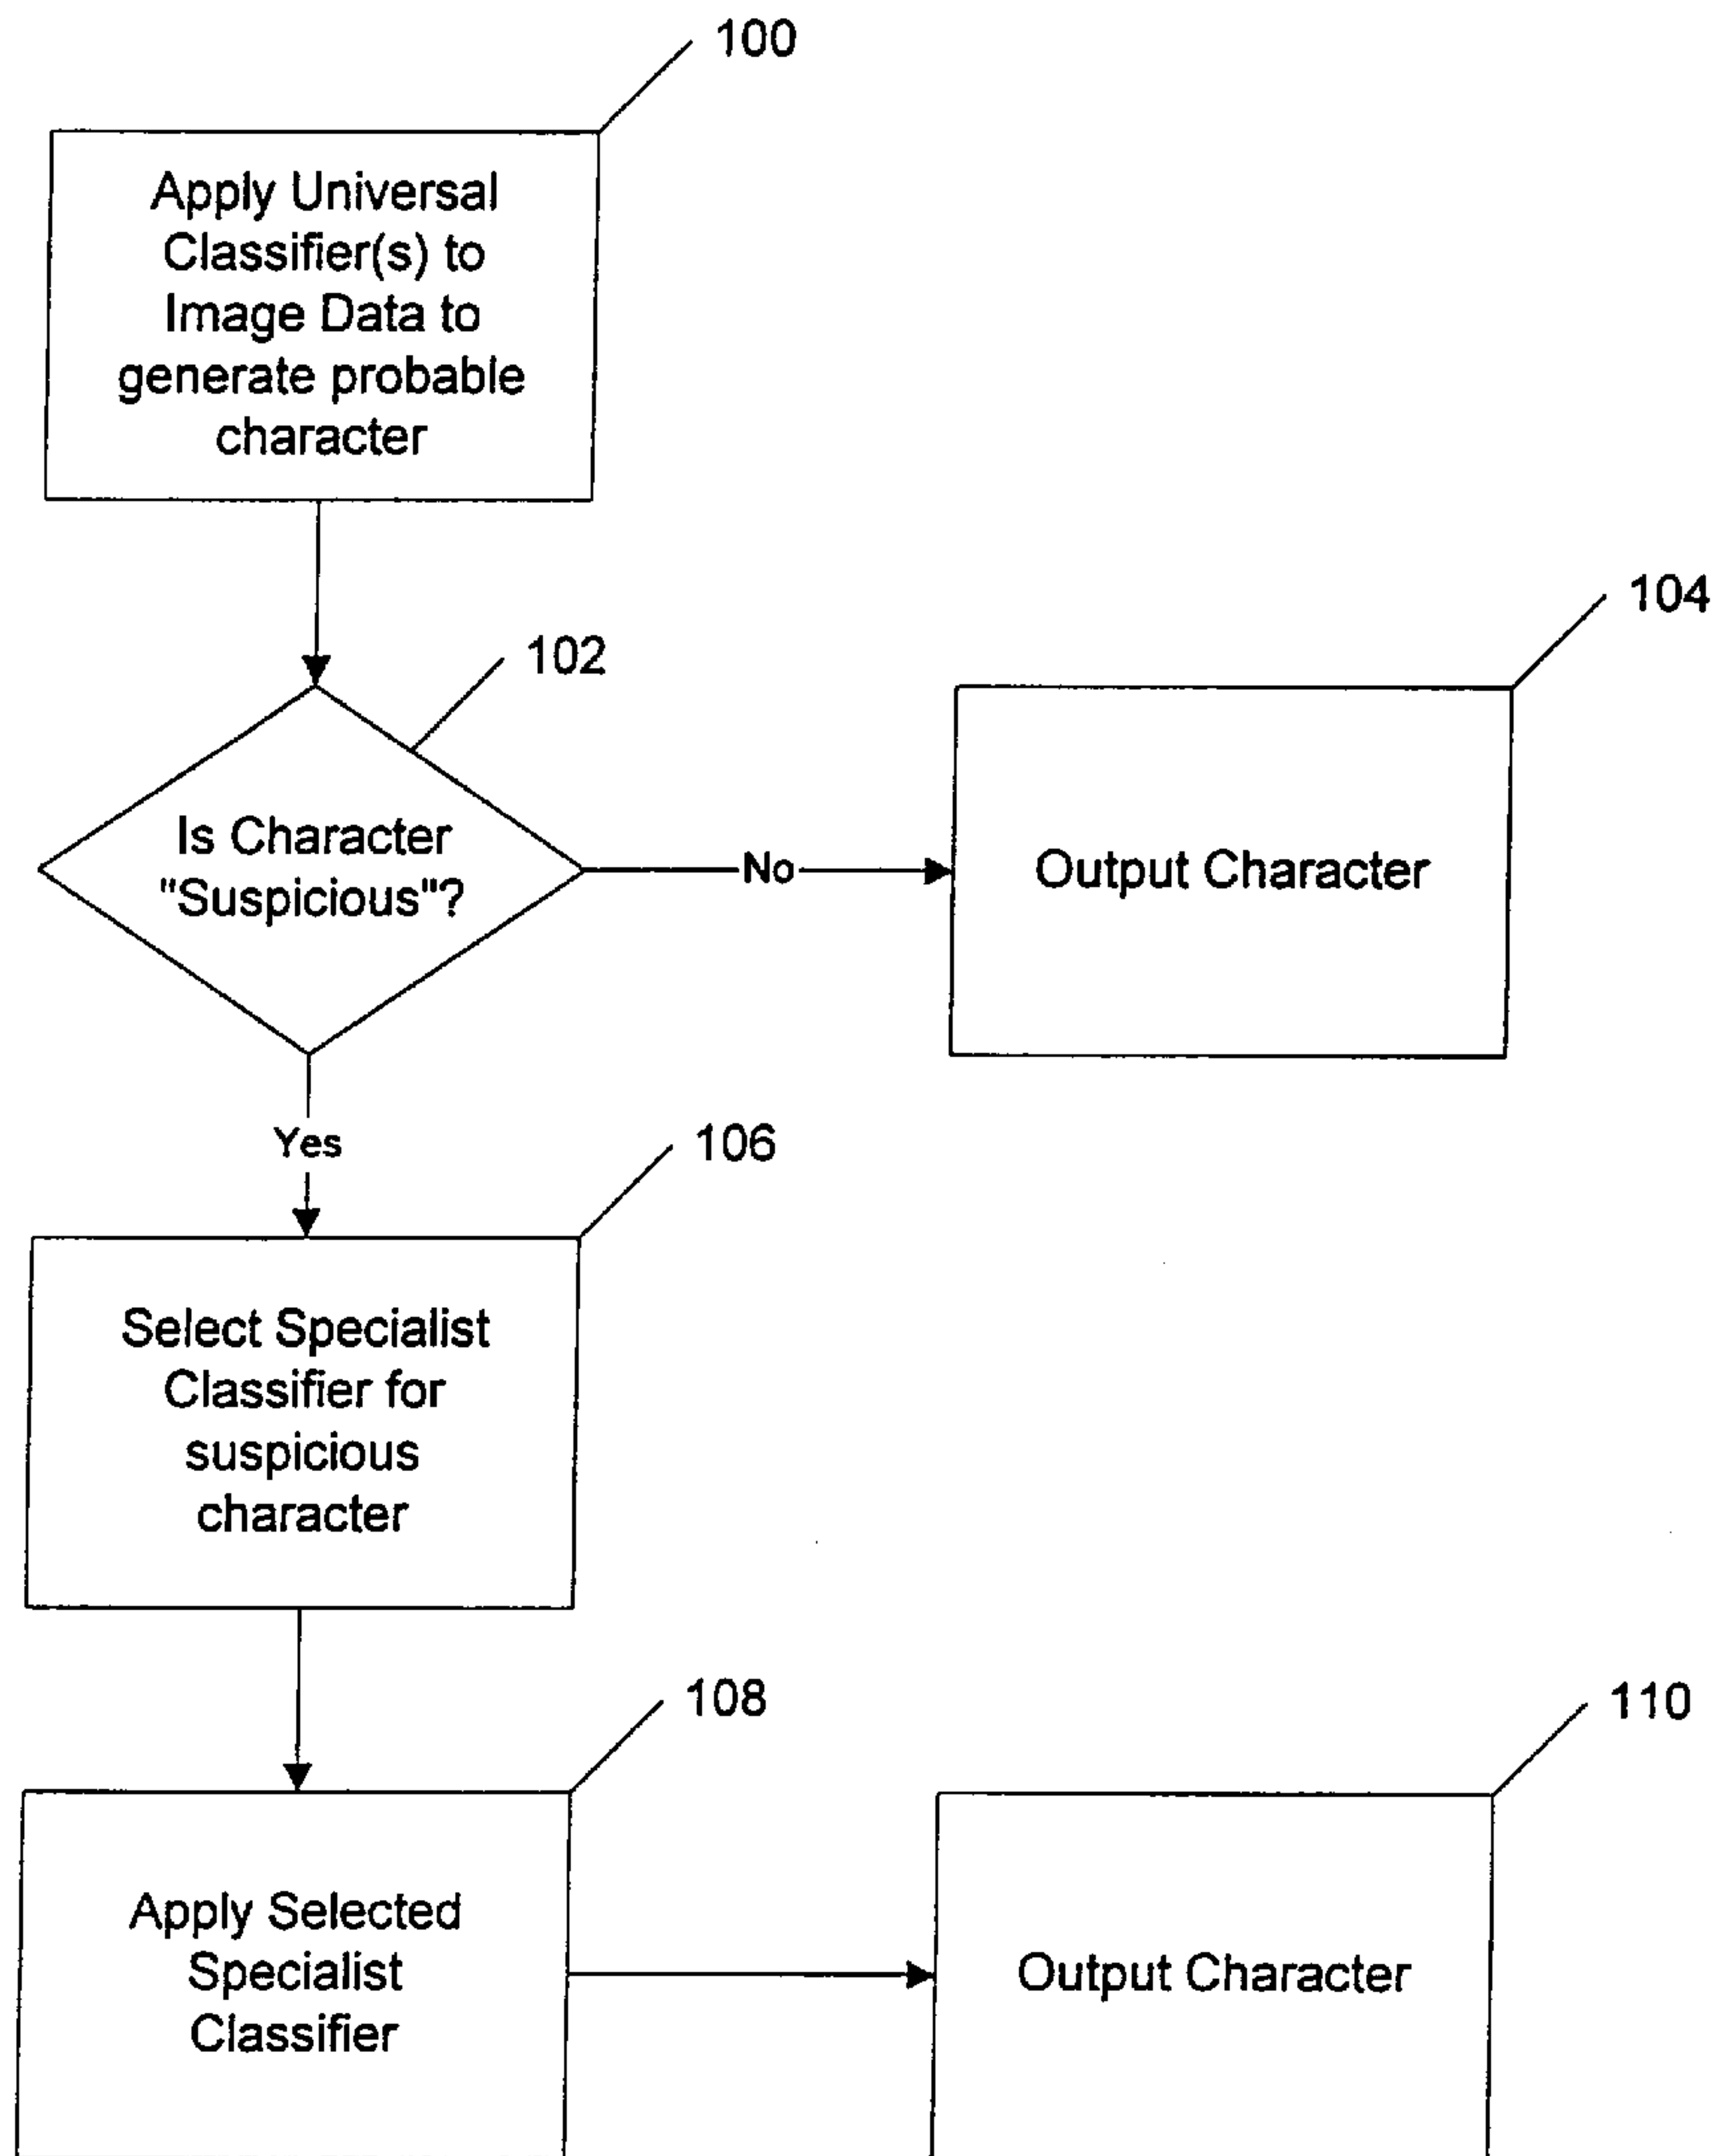 100
Apply Universal
Classifier(s) to
Image Data to
generate probable
character
104
102
Is Character
"Suspicious"?
No
Output Character
Yes
106
Select Specialist
Classifier for
suspicious
character
108
110
Apply Selected
Specialist
Classifier
Output Character